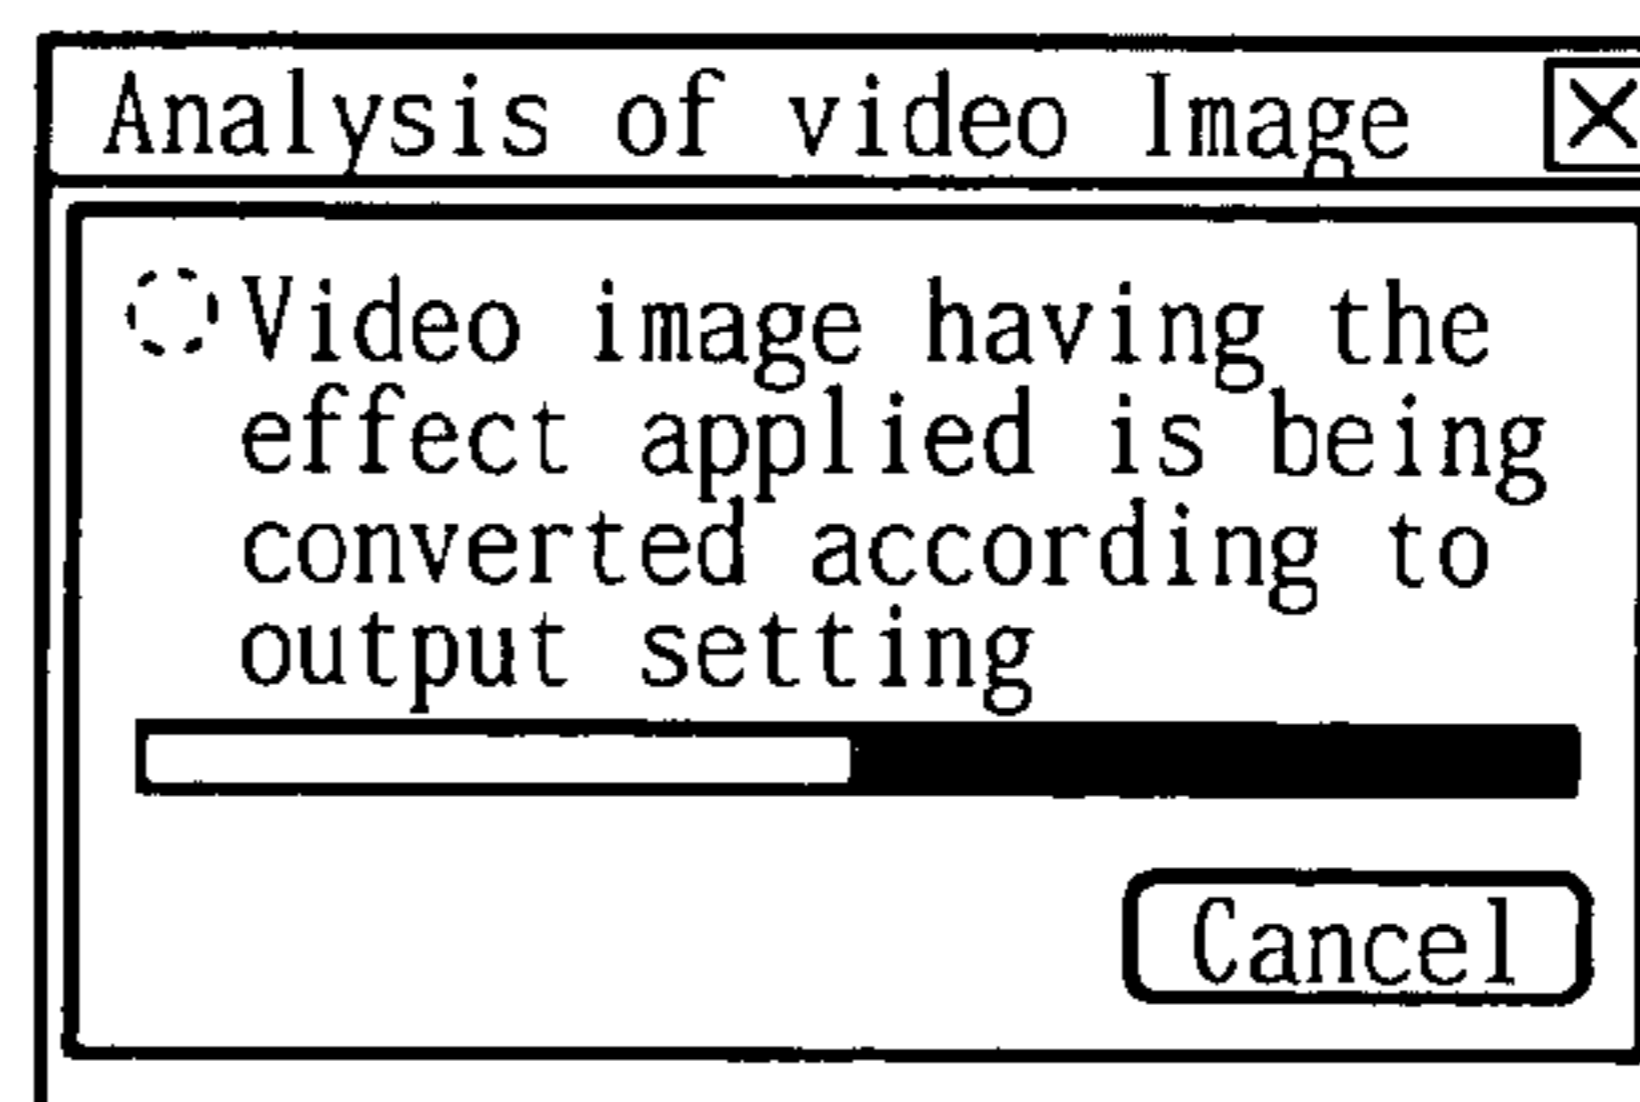 Analysis of video Image
Video image having the
effect applied is being
converted according to
output setting
Cancel